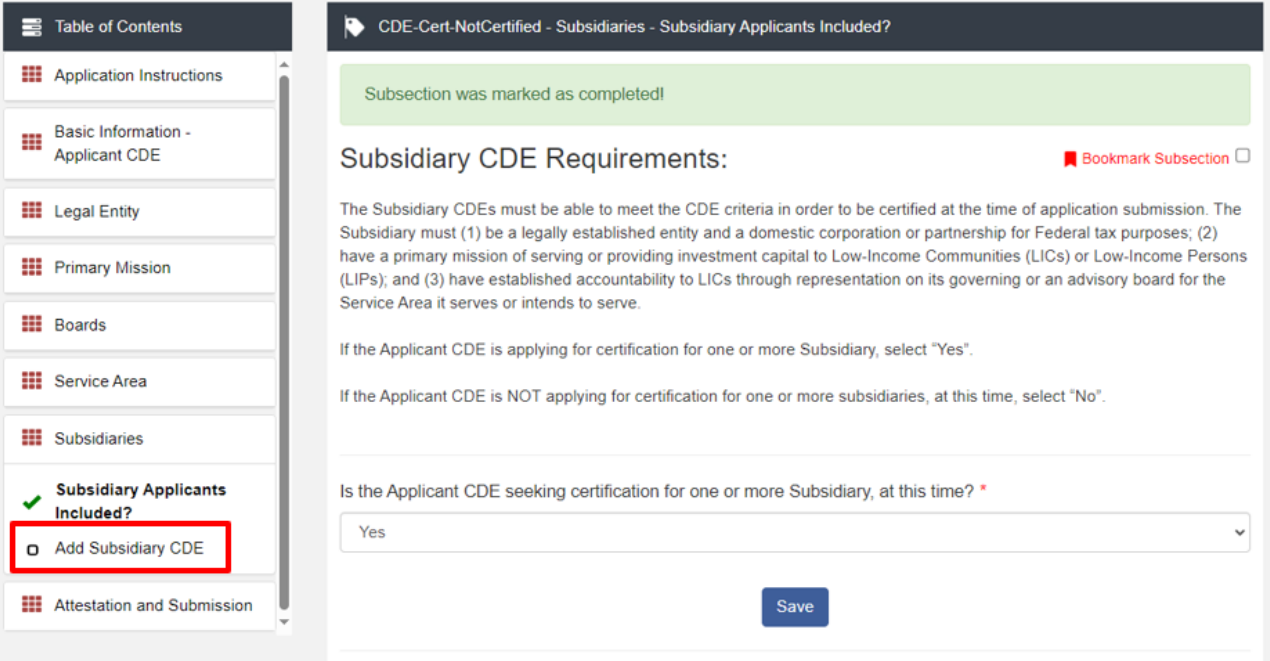 Table of Contents
Application Instructions
Basic Information -
Applicant CDE
Legal Entity
Primary Mission
Boards
Service Area
Subsidiaries
Subsidiary Applicants
Included?
Add Subsidiary CDE
Attestation and Submission
CDE-Cert-NotCertified - Subsidiaries - Subsidiary Applicants Included?
Subsection was marked as completed!
Subsidiary CDE Requirements:
Bookmark Subsection
The Subsidiary CDEs must be able to meet the CDE criteria in order to be certified at the time of application submission. The
Subsidiary must (1) be a legally established entity and a domestic corporation or partnership for Federal tax purposes; (2)
have a primary mission of serving or providing investment capital to Low-Income Communities (LICs) or Low-Income Persons
(LIPs); and (3) have established accountability to LICs through representation on its governing or an advisory board for the
Service Area it serves or intends to serve.
If the Applicant CDE is applying for certification for one or more Subsidiary, select “Yes”.
If the Applicant CDE is NOT applying for certification for one or more subsidiaries, at this time, select “No”.
Is the Applicant CDE seeking certification for one or more Subsidiary, at this time? *
Yes
Save